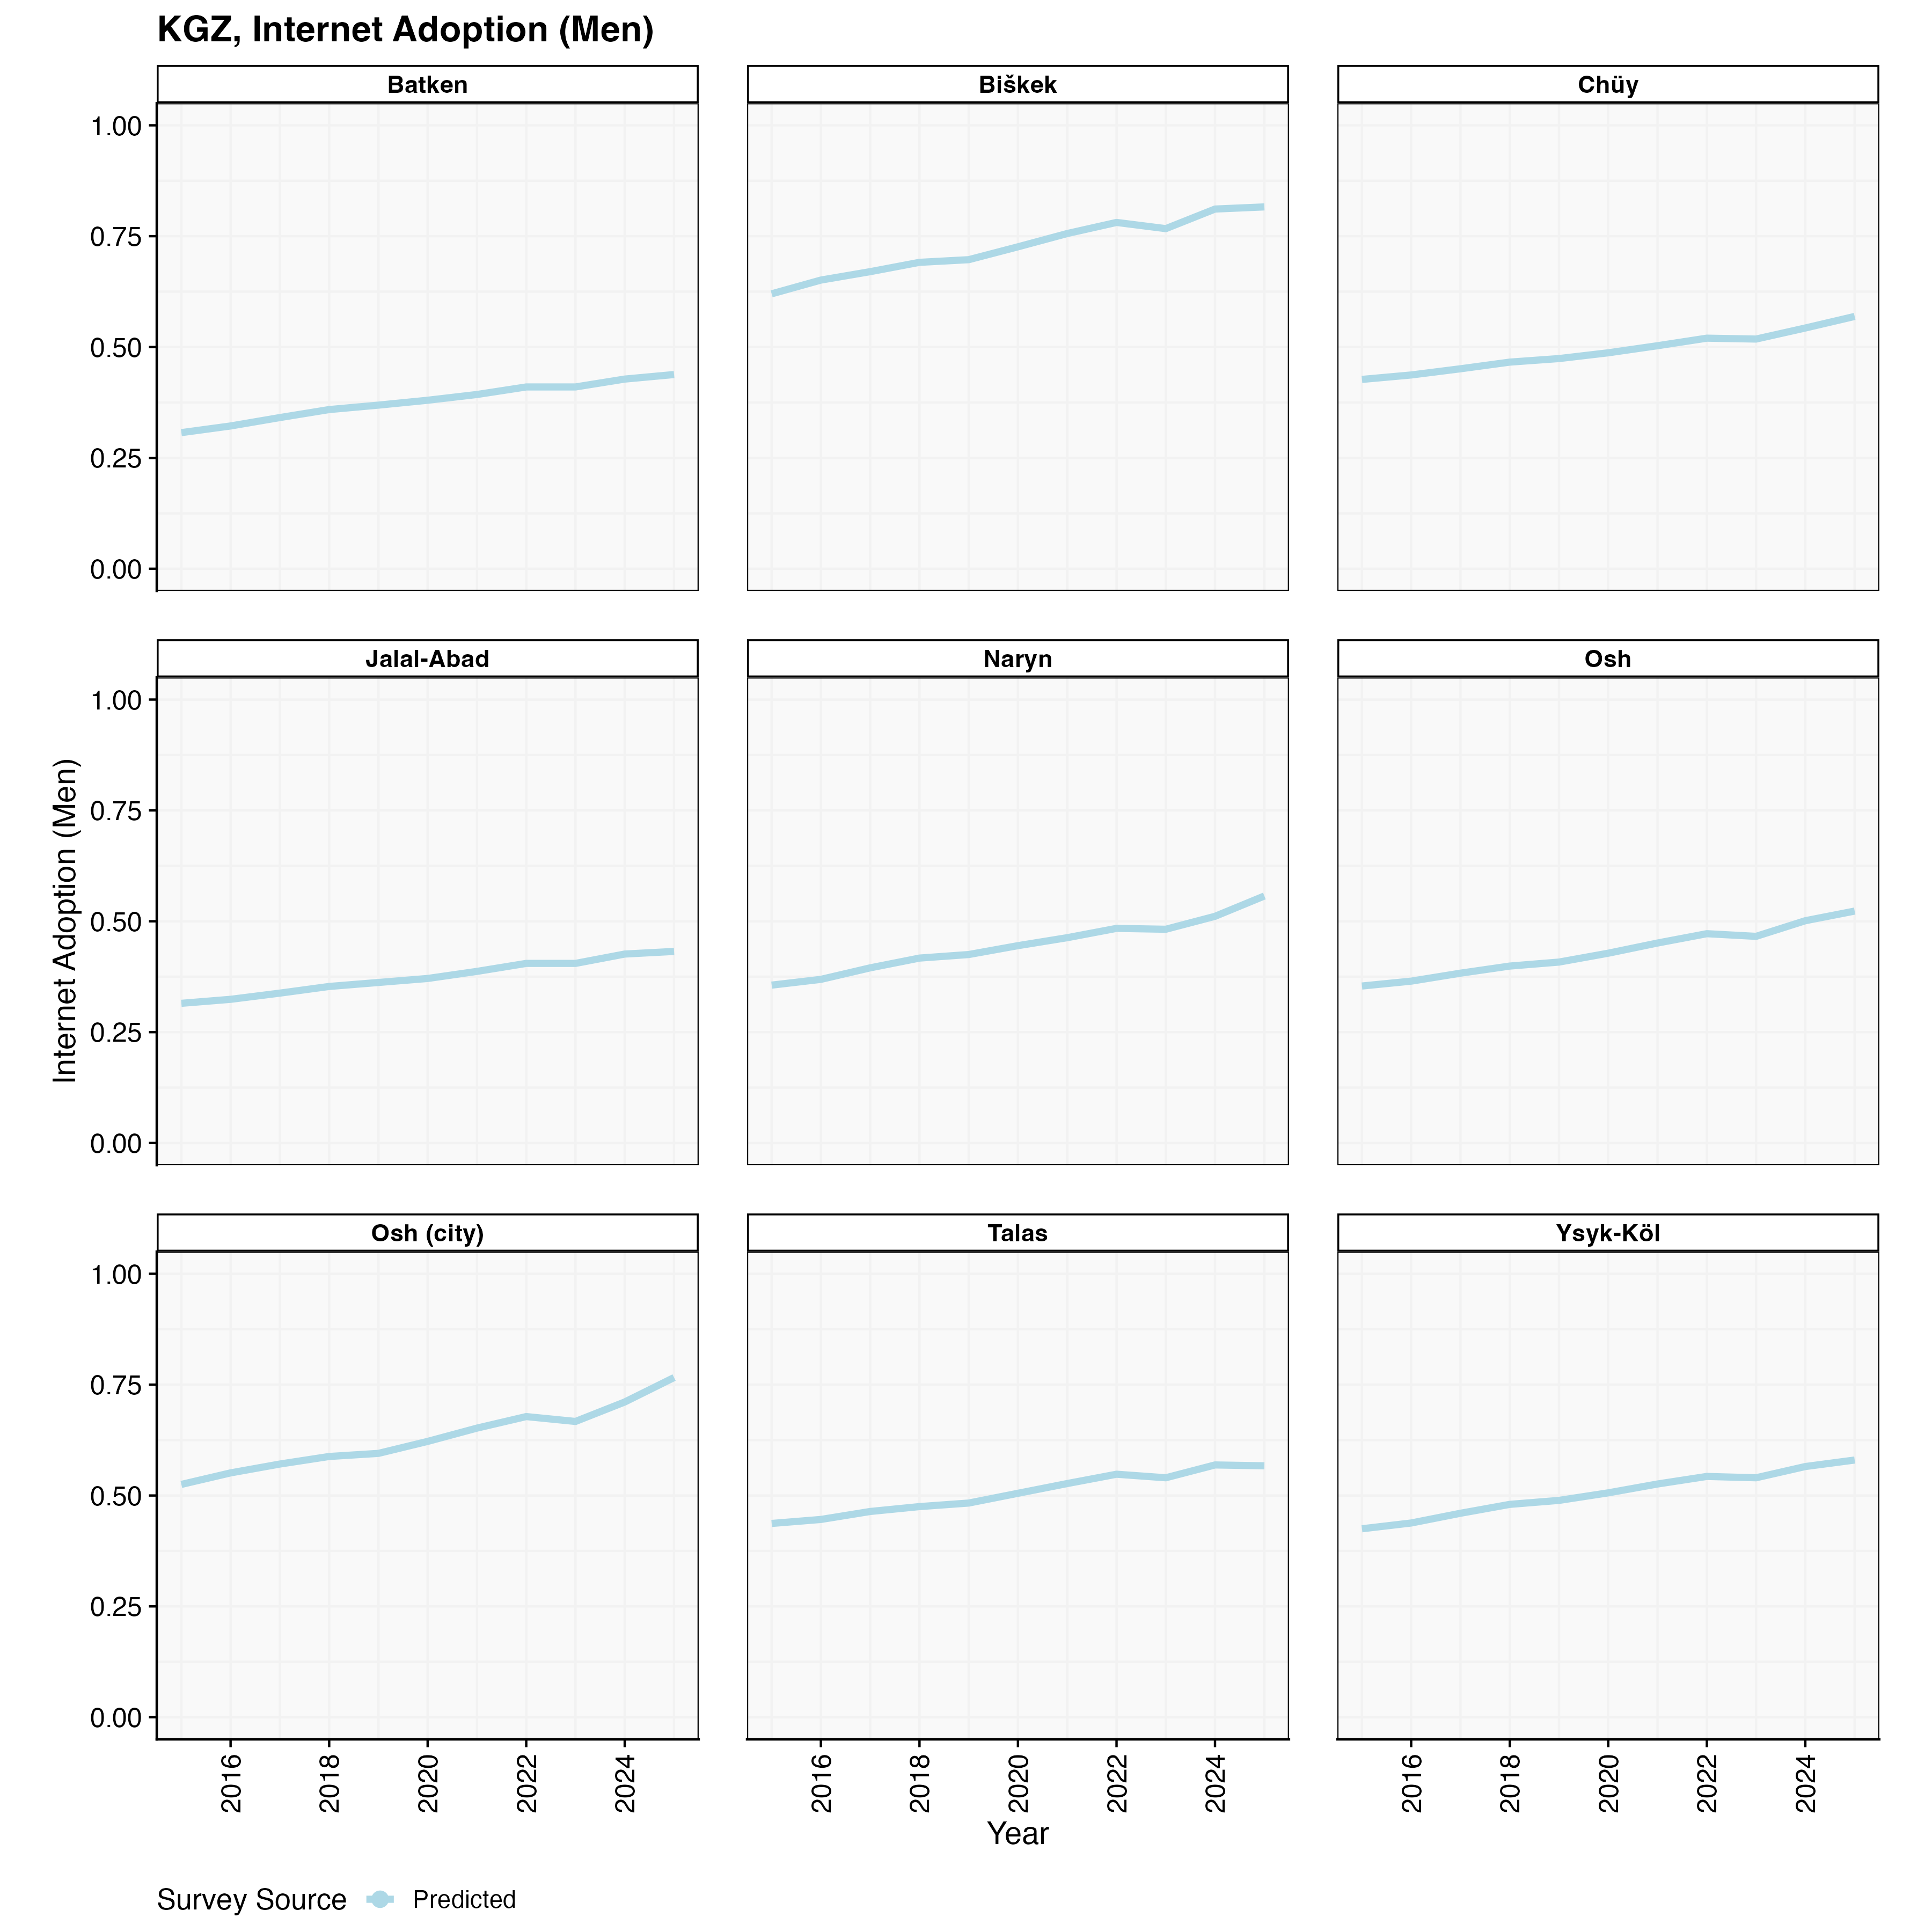 KGZ, Internet Adoption (Men)
Batken
Biškek
Chüy
1.00
0.75
0.50
0.25
0.00
Jalal-Abad
Naryn
Osh
1.00
0.75
0.50
0.25
0.00
Internet Adoption (Men)
Osh (city)
Talas
Ysyk-Köl
1.00
0.75
0.50
0.25
0.00
2016 2018 2020 2022 2024
2016 2018 2020 2022 2024
2016 2018 2020 2022 2024
Year
Survey Source Predicted